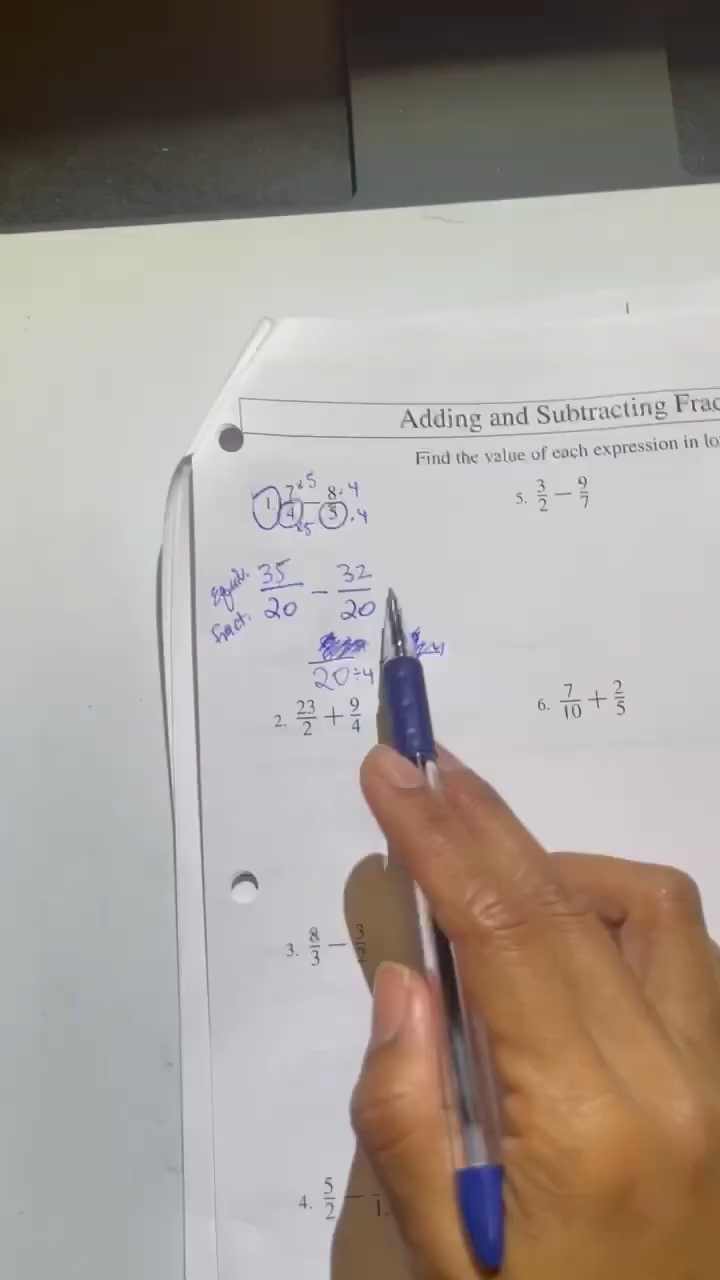 Adding and Subtracting Frac
Find the value of each expression in lo
1. 7×5/4×5 − 8·4/5·4
5. 3/2 − 9/7
Equiv. fract. 35/20 − 32/20
20÷4
2. 23/2 + 9/4
6. 7/10 + 2/5
3. 8/3 − 3/2
4. 5/2 −